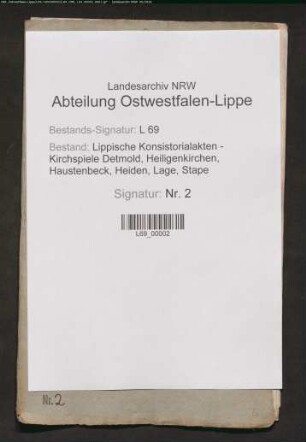 Landesarchiv NRW
Abteilung Ostwestfalen-Lippe
Bestands-Signatur: L 69
Bestand: Lippische Konsistorialakten -
Kirchspiele Detmold, Heiligenkirchen,
Haustenbeck, Heiden, Lage, Stape
Signatur: Nr. 2
L69_00002
Nr. 2